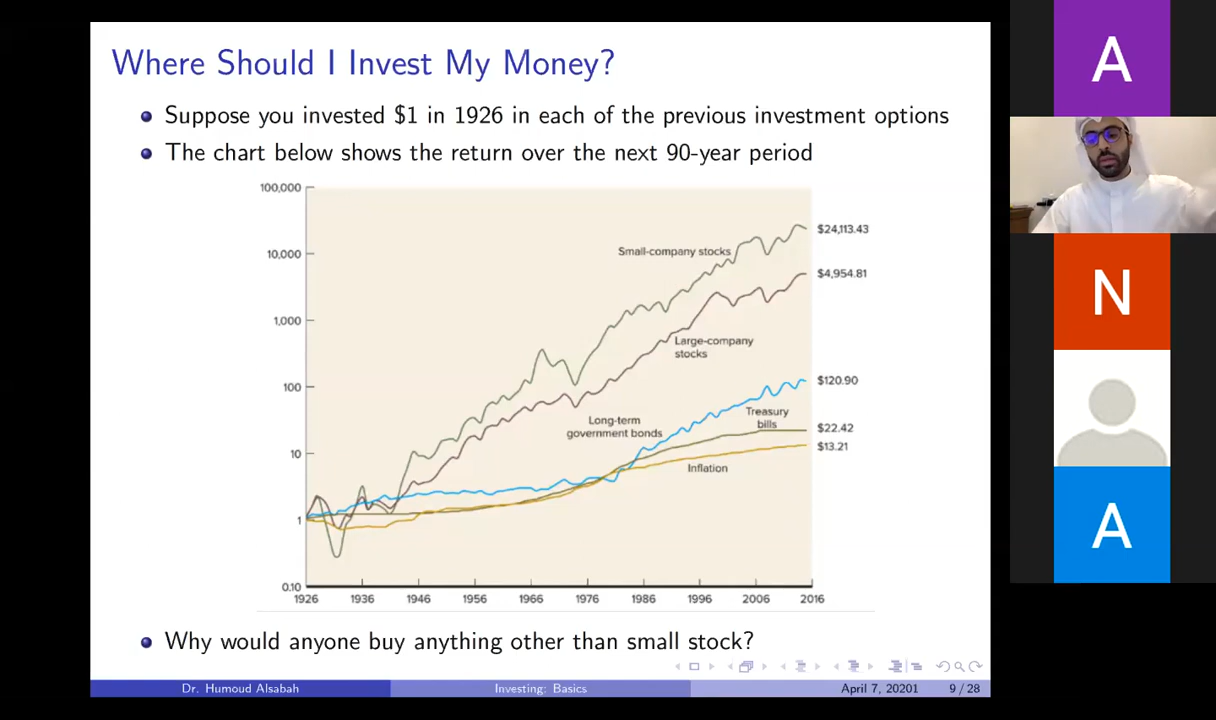 Where Should I Invest My Money?
Suppose you invested $1 in 1926 in each of the previous investment options
The chart below shows the return over the next 90-year period
100,000
10,000
1,000
100
10
1
0.10
Small-company stocks
$24,113.43
$4,954.81
Large-company
stocks
$120.90
Long-term
government bonds
Treasury
bills
$22.42
$13.21
Inflation
1926 1936 1946 1956 1966 1976 1986 1996 2006 2016
Why would anyone buy anything other than small stock?
Dr. Humoud Alsabah Investing: Basics April 7, 20201 9 / 28
A
N
A